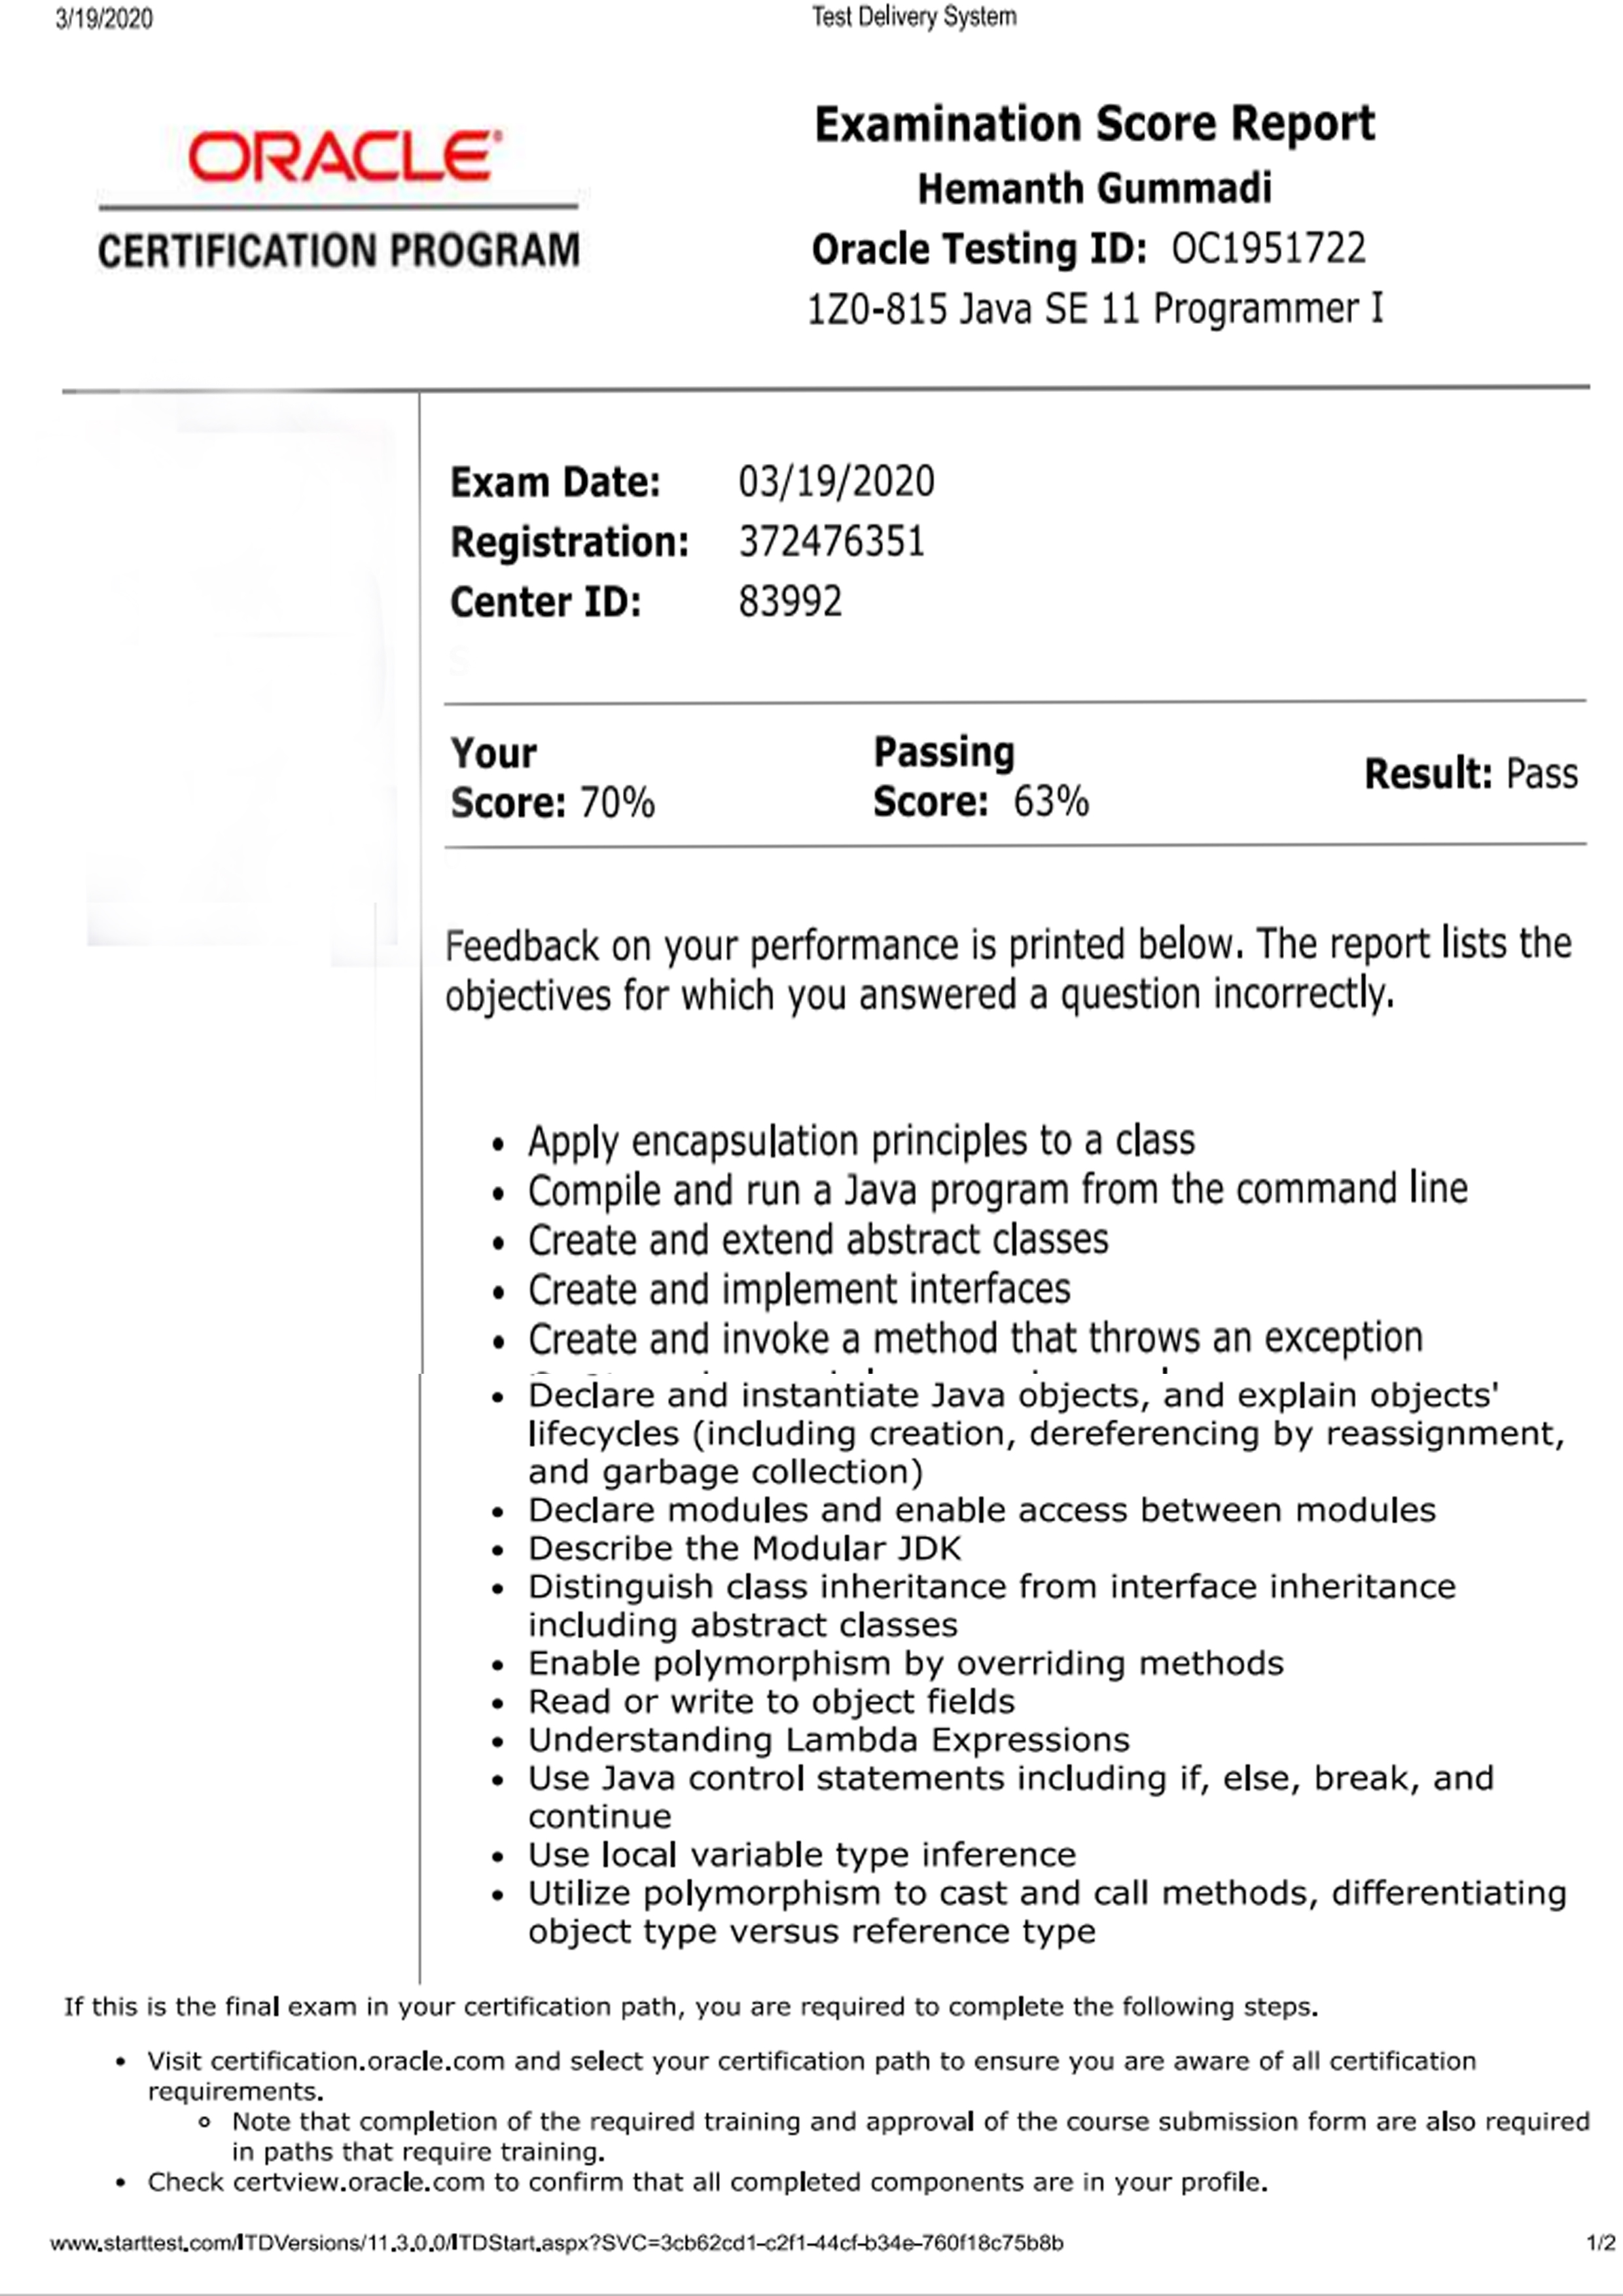 3/19/2020
Test Delivery System
ORACLE®
CERTIFICATION PROGRAM
Examination Score Report
Hemanth Gummadi
Oracle Testing ID: OC1951722
1Z0-815 Java SE 11 Programmer I
Exam Date: 03/19/2020
Registration: 372476351
Center ID: 83992
S
Your
Score: 70%
Passing
Score: 63%
Result: Pass
Feedback on your performance is printed below. The report lists the
objectives for which you answered a question incorrectly.
• Apply encapsulation principles to a class
• Compile and run a Java program from the command line
• Create and extend abstract classes
• Create and implement interfaces
• Create and invoke a method that throws an exception
• Declare and instantiate Java objects, and explain objects'
lifecycles (including creation, dereferencing by reassignment,
and garbage collection)
• Declare modules and enable access between modules
• Describe the Modular JDK
• Distinguish class inheritance from interface inheritance
including abstract classes
• Enable polymorphism by overriding methods
• Read or write to object fields
• Understanding Lambda Expressions
• Use Java control statements including if, else, break, and
continue
• Use local variable type inference
• Utilize polymorphism to cast and call methods, differentiating
object type versus reference type
If this is the final exam in your certification path, you are required to complete the following steps.
• Visit certification.oracle.com and select your certification path to ensure you are aware of all certification
requirements.
o Note that completion of the required training and approval of the course submission form are also required
in paths that require training.
• Check certview.oracle.com to confirm that all completed components are in your profile.
www.starttest.com/ITDVersions/11.3.0.0/ITDStart.aspx?SVC=3cb62cd1-c2f1-44cf-b34e-760f18c75b8b
1/2